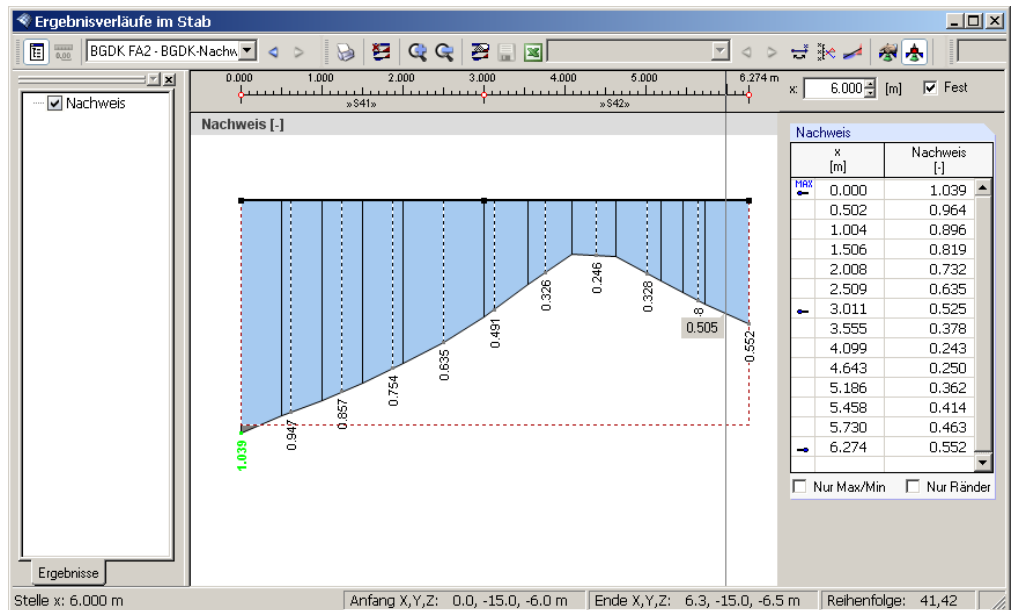 Ergebnisverläufe im Stab
BGDK FA2 - BGDK-Nachw
x: 6.000 [m] Fest
Nachweis
0.000 1.000 2.000 3.000 4.000 5.000 6.274 m
»S41» »S42»
Nachweis [-]
0.947
0.857
0.754
0.635
0.491
0.326
0.246
0.328
0.505
0.552
1.039
Nachweis
x Nachweis
[m] [-]
MAX 0.000 1.039
0.502 0.964
1.004 0.896
1.506 0.819
2.008 0.732
2.509 0.635
3.011 0.525
3.555 0.378
4.099 0.243
4.643 0.250
5.186 0.362
5.458 0.414
5.730 0.463
6.274 0.552
Nur Max/Min Nur Ränder
Ergebnisse
Stelle x: 6.000 m Anfang X,Y,Z: 0.0, -15.0, -6.0 m Ende X,Y,Z: 6.3, -15.0, -6.5 m Reihenfolge: 41,42